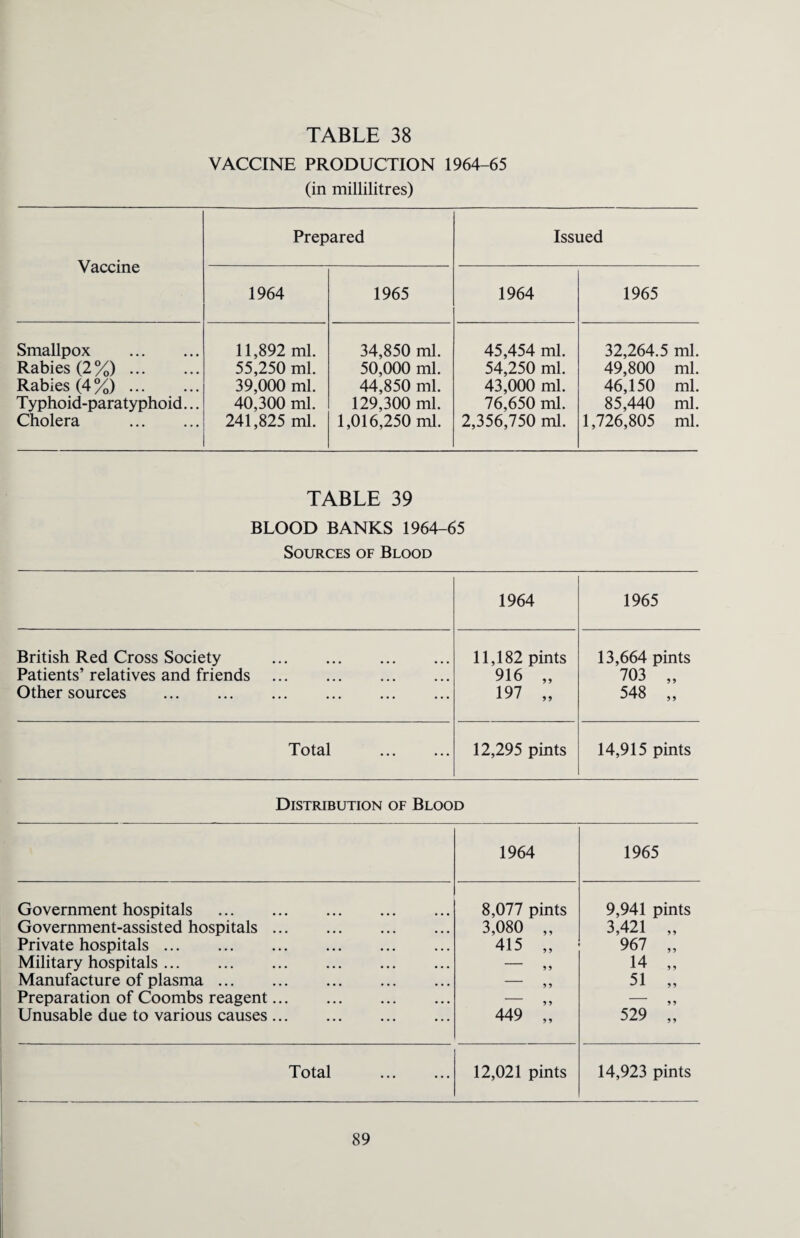 TABLE 38
VACCINE PRODUCTION 1964–65
(in millilitres)
Vaccine Prepared Issued
1964 1965 1964 1965
Smallpox ... ... 11,892 ml. 34,850 ml. 45,454 ml. 32,264.5 ml.
Rabies (2%) ... ... 55,250 ml. 50,000 ml. 54,250 ml. 49,800 ml.
Rabies (4%) ... ... 39,000 ml. 44,850 ml. 43,000 ml. 46,150 ml.
Typhoid-paratyphoid... 40,300 ml. 129,300 ml. 76,650 ml. 85,440 ml.
Cholera ... ... 241,825 ml. 1,016,250 ml. 2,356,750 ml. 1,726,805 ml.
TABLE 39
BLOOD BANKS 1964–65
SOURCES OF BLOOD
1964 1965
British Red Cross Society ... ... ... ... 11,182 pints 13,664 pints
Patients' relatives and friends ... ... ... ... 916 ,, 703 ,,
Other sources ... ... ... ... ... ... 197 ,, 548 ,,
Total ... ... 12,295 pints 14,915 pints
DISTRIBUTION OF BLOOD
1964 1965
Government hospitals ... ... ... ... ... 8,077 pints 9,941 pints
Government-assisted hospitals ... ... ... ... 3,080 ,, 3,421 ,,
Private hospitals ... ... ... ... ... ... 415 ,, 967 ,,
Military hospitals ... ... ... ... ... ... — ,, 14 ,,
Manufacture of plasma ... ... ... ... ... — ,, 51 ,,
Preparation of Coombs reagent ... ... ... ... — ,, — ,,
Unusable due to various causes ... ... ... ... 449 ,, 529 ,,
Total ... ... 12,021 pints 14,923 pints
89